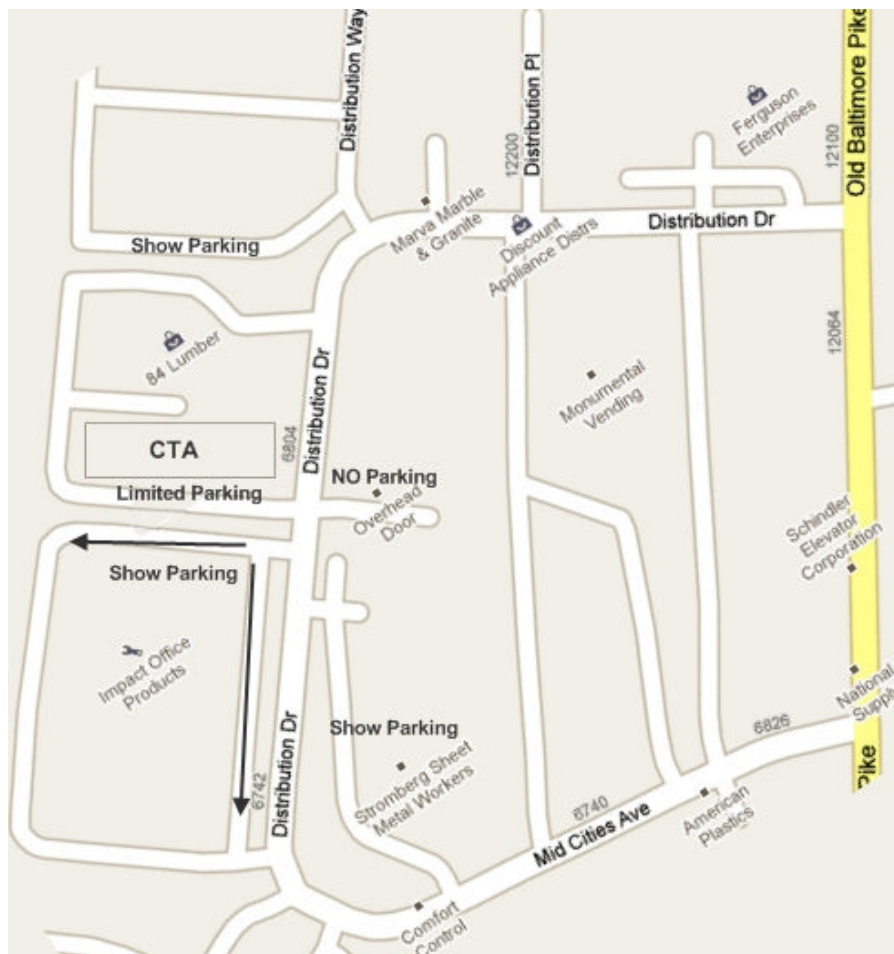 Distribution Way
12200
Distribution Pl
Ferguson
Enterprises
12100
Old Baltimore Pike
Show Parking
Marva Marble
& Granite
Discount
Appliance Distrs
Distribution Dr
84 Lumber
Distribution Dr
12064
Monumental
Vending
CTA
6804
Limited Parking
NO Parking
Overhead
Door
Schindler
Elevator
Corporation
Show Parking
Impact Office
Products
National
Supply
Show Parking
6826
6742
Distribution Dr
Stromberg Sheet
Metal Workers
6740
Mid Cities Ave
American
Plastics
Pike
Comfort
Control